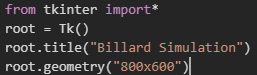 from tkinter import*
root = Tk()
root.title("Billard Simulation")
root.geometry("800x600")